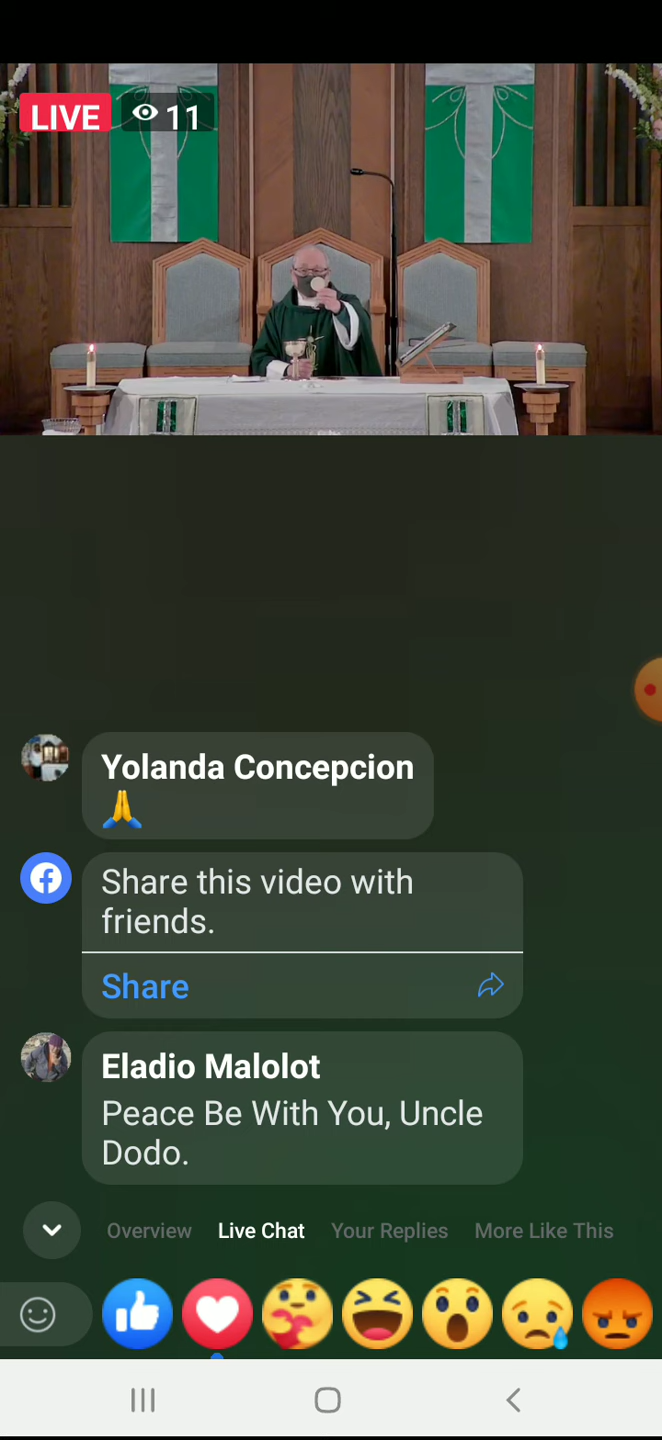 LIVE 11
Yolanda Concepcion
🙏
Share this video with
friends.
Share
Eladio Malolot
Peace Be With You, Uncle
Dodo.
Overview Live Chat Your Replies More Like This